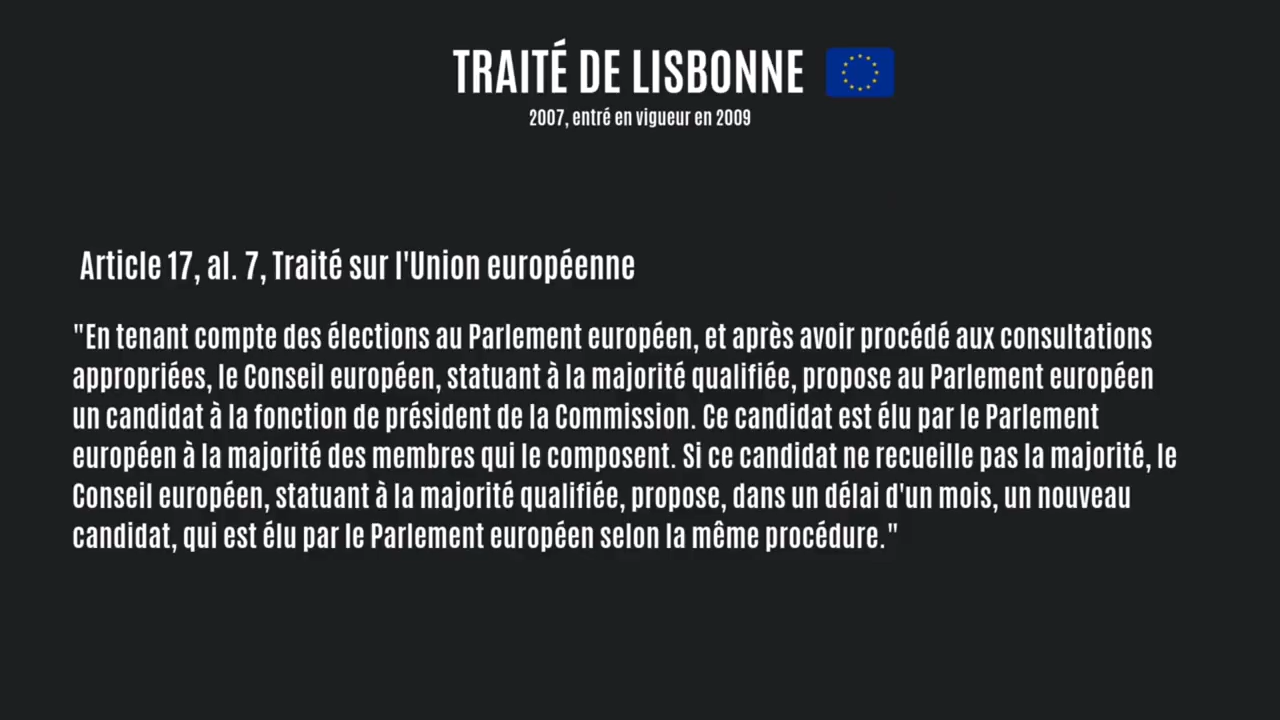 TRAITÉ DE LISBONNE
2007, entré en vigueur en 2009
Article 17, al. 7, Traité sur l'Union européenne
"En tenant compte des élections au Parlement européen, et après avoir procédé aux consultations
appropriées, le Conseil européen, statuant à la majorité qualifiée, propose au Parlement européen
un candidat à la fonction de président de la Commission. Ce candidat est élu par le Parlement
européen à la majorité des membres qui le composent. Si ce candidat ne recueille pas la majorité, le
Conseil européen, statuant à la majorité qualifiée, propose, dans un délai d'un mois, un nouveau
candidat, qui est élu par le Parlement européen selon la même procédure."